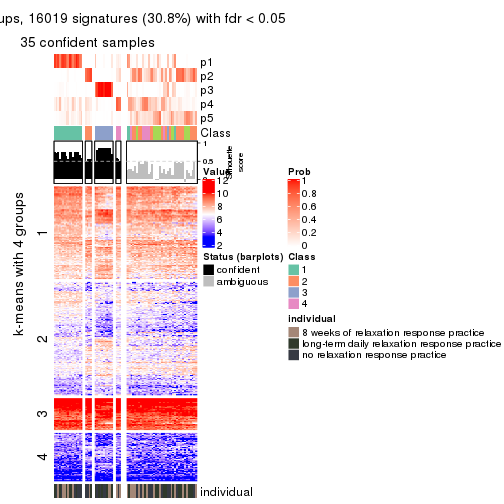 ups, 16019 signatures (30.8%) with fdr < 0.05
35 confident samples
p1
p2
p3
p4
p5
Class
1
0.5
0
Silhouette
score
k-means with 4 groups
1
2
3
4
individual
Value
12
10
8
6
4
2
Prob
1
0.8
0.6
0.4
0.2
0
Status (barplots)
confident
ambiguous
Class
1
2
3
4
individual
8 weeks of relaxation response practice
long-term daily relaxation response practice
no relaxation response practice